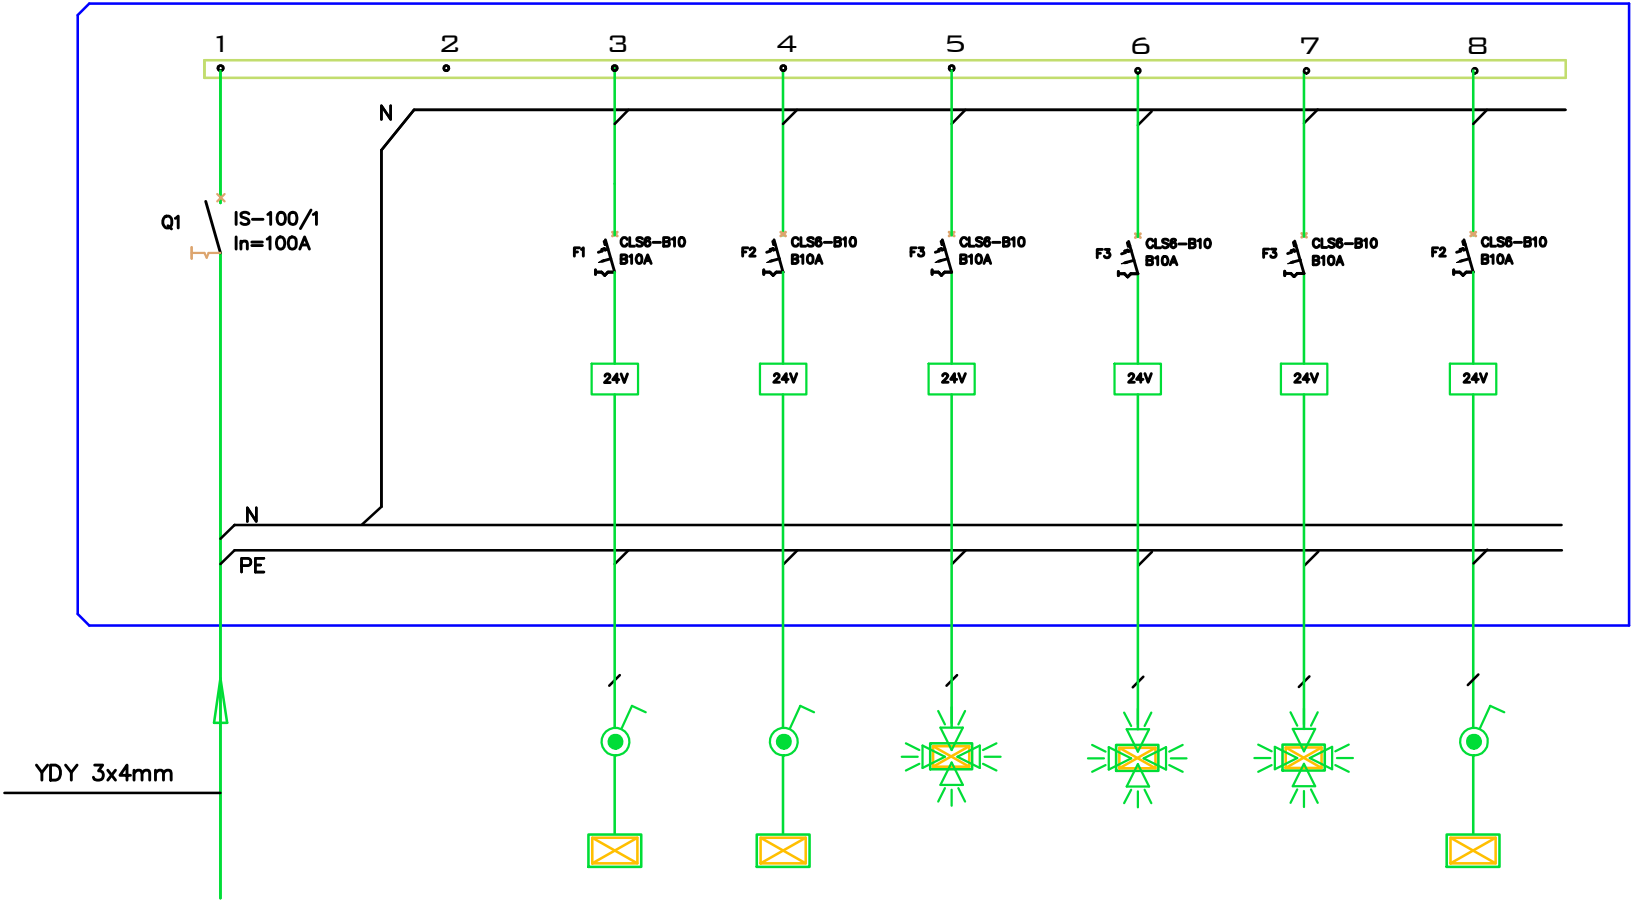 1 2 3 4 5 6 7 8
N
Q1
IS-100/1
In=100A
F1
CLS6-B10
B10A
F2
CLS6-B10
B10A
F3
CLS6-B10
B10A
F3
CLS6-B10
B10A
F3
CLS6-B10
B10A
F2
CLS6-B10
B10A
24V 24V 24V 24V 24V 24V
N
PE
YDY 3x4mm